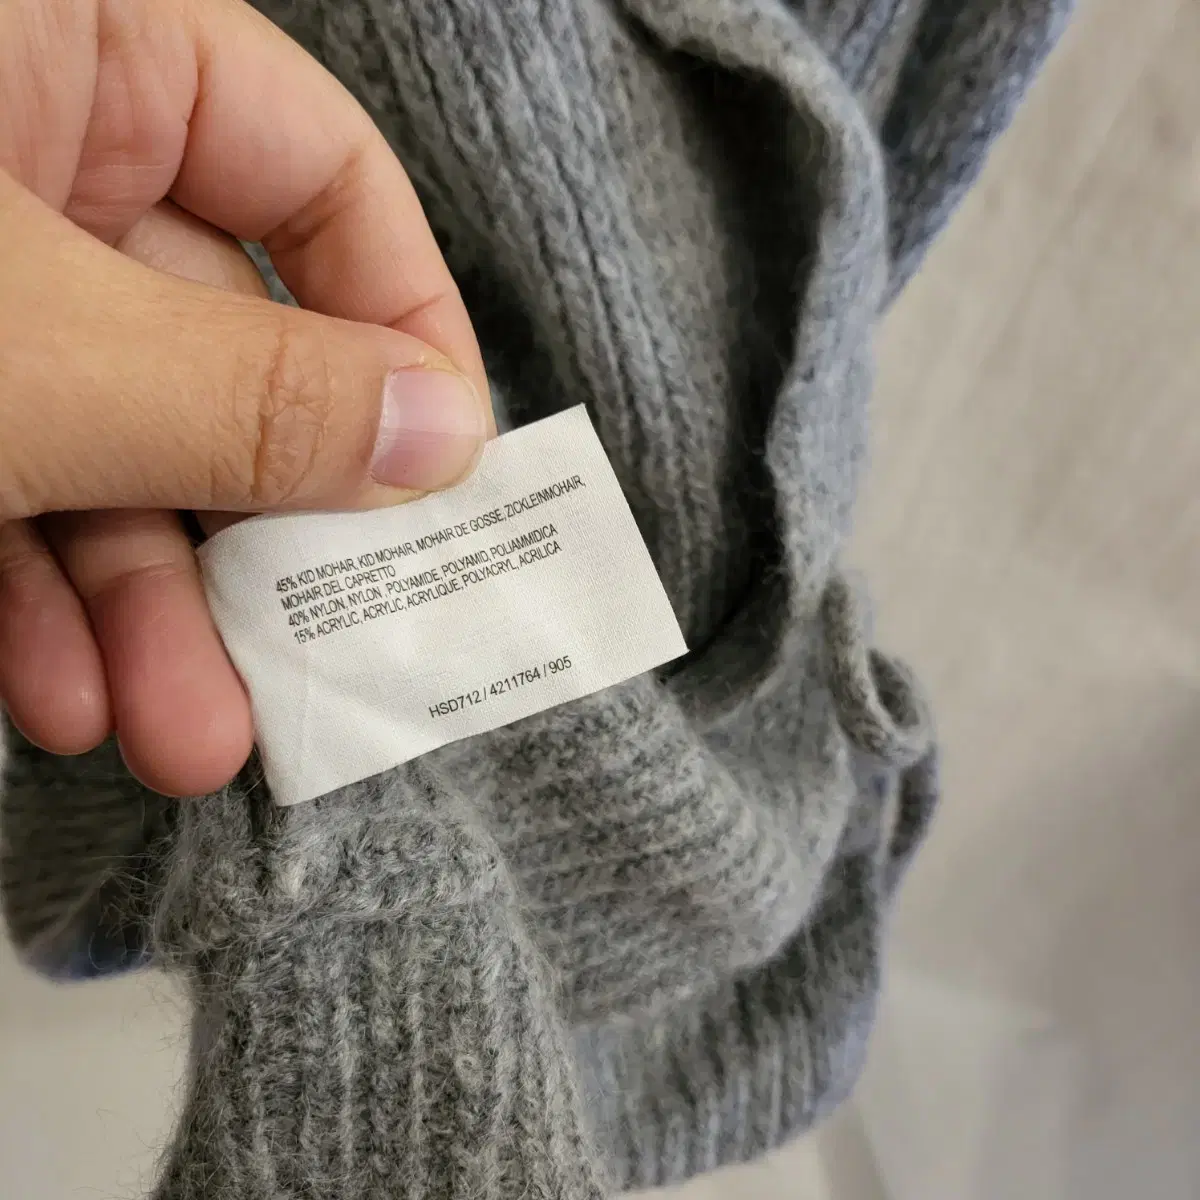 45% KID MOHAIR, KID MOHAIR, MOHAIR DE GOSSE, ZICKLEINMOHAIR,
MOHAIR DEL CAPRETTO
40% NYLON, NYLON ,POLYAMIDE, POLYAMID, POLIAMMIDICA
15% ACRYLIC, ACRYLIC, ACRYLIQUE, POLYACRYL, ACRILICA
HSD712 / 4211764 / 905